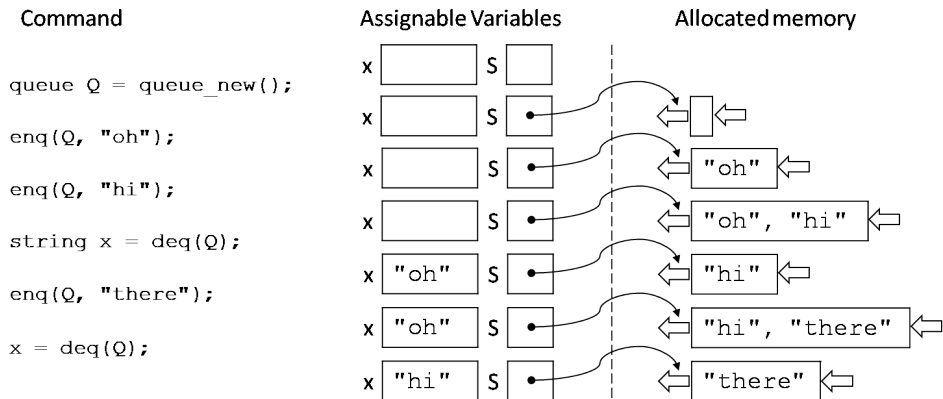 Command Assignable Variables Allocated memory
x S
queue Q = queue_new();
x S
enq(Q, "oh");
x S "oh"
enq(Q, "hi");
x S "oh", "hi"
string x = deq(Q);
x "oh" S "hi"
enq(Q, "there");
x "oh" S "hi", "there"
x = deq(Q);
x "hi" S "there"